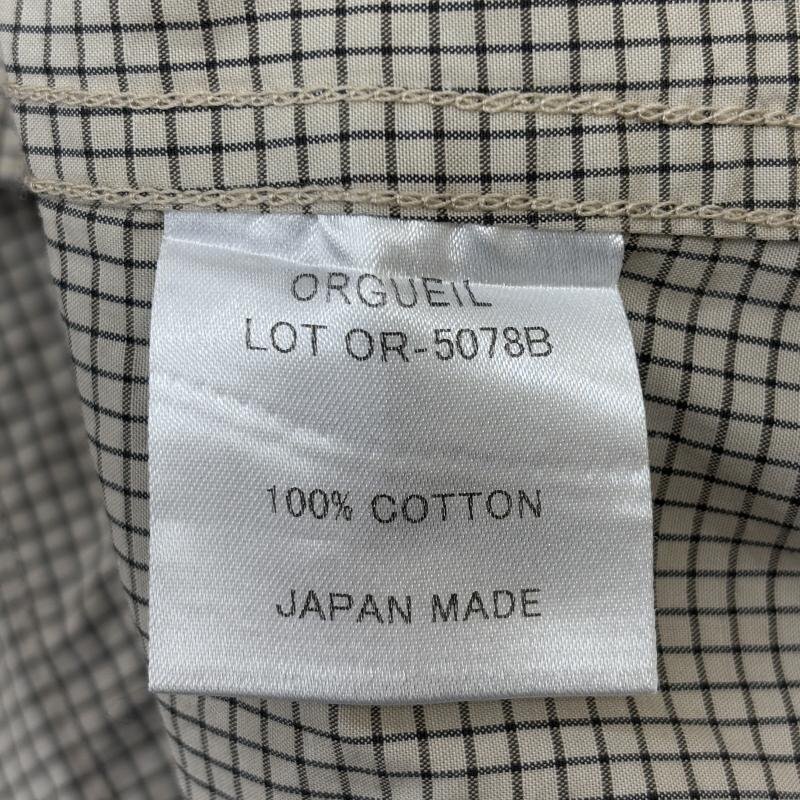 ORGUEIL
LOT OR-5078B
100% COTTON
JAPAN MADE